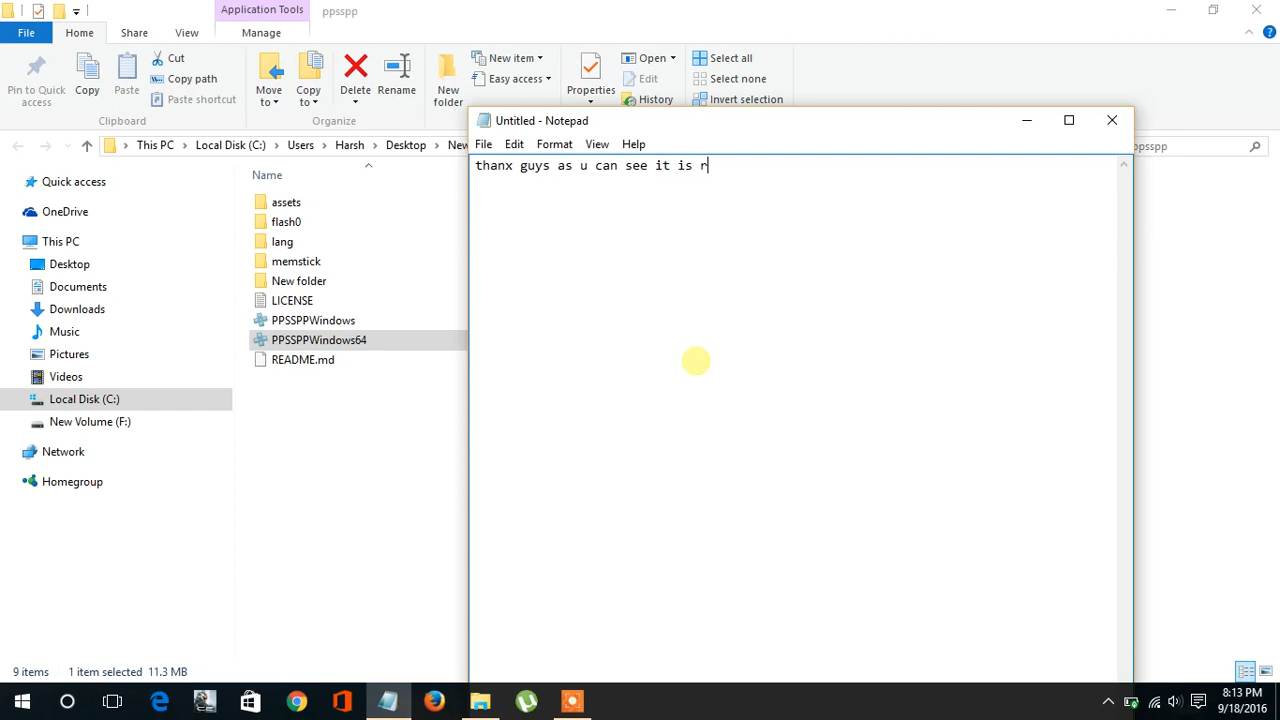 Application Tools
ppsspp
File
Home
Share
View
Manage
Pin to Quick access
Copy
Paste
Cut
Copy path
Paste shortcut
Clipboard
Move to
Copy to
Delete
Rename
Organize
New folder
New item
Easy access
Properties
Open
Edit
History
Select all
Select none
Invert selection
This PC
Local Disk (C:)
Users
Harsh
Desktop
New
ppsspp
Quick access
OneDrive
This PC
Desktop
Documents
Downloads
Music
Pictures
Videos
Local Disk (C:)
New Volume (F:)
Network
Homegroup
Name
assets
flash0
lang
memstick
New folder
LICENSE
PPSSPPWindows
PPSSPPWindows64
README.md
Untitled - Notepad
File Edit Format View Help
thanx guys as u can see it is r
9 items 1 item selected 11.3 MB
8:13 PM
9/18/2016